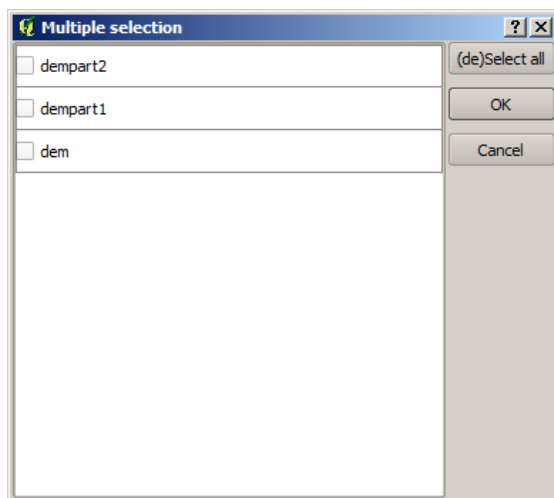 Multiple selection
dempart2
(de)Select all
dempart1
OK
dem
Cancel